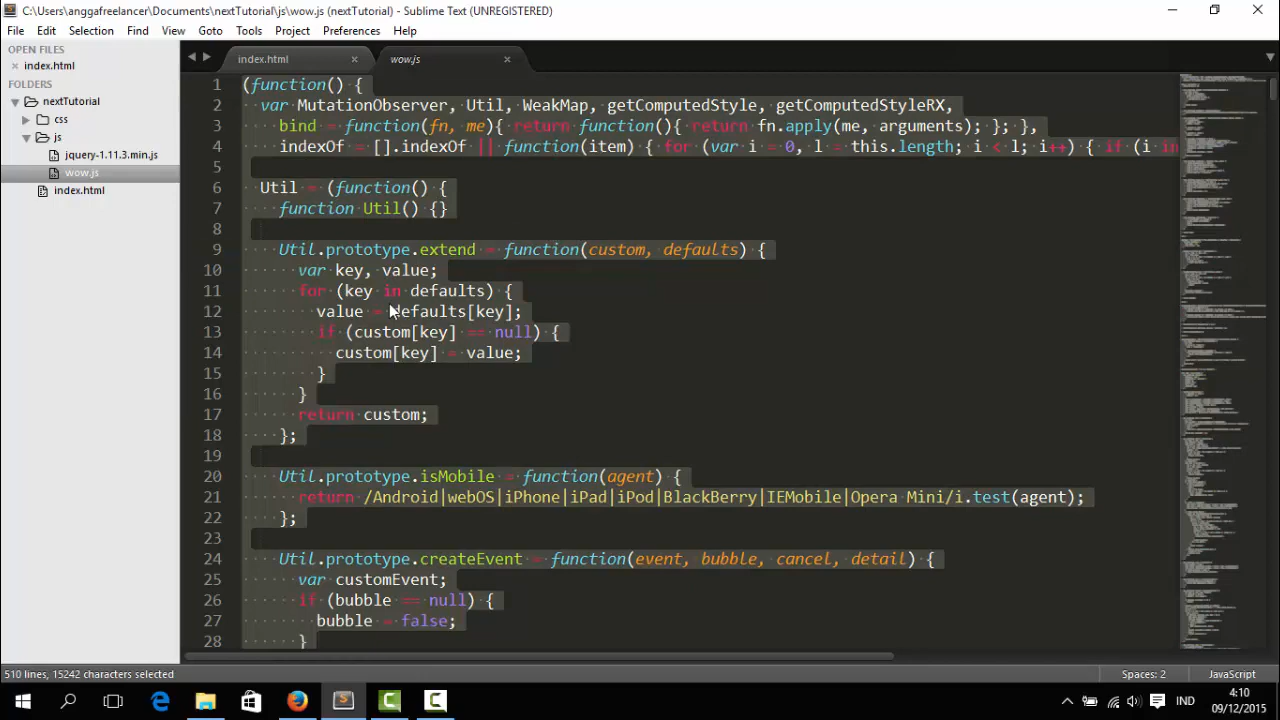 C:\Users\anggafreelancer\Documents\nextTutorial\js\wow.js (nextTutorial) - Sublime Text (UNREGISTERED)
File Edit Selection Find View Goto Tools Project Preferences Help
OPEN FILES
index.html
FOLDERS
nextTutorial
css
js
jquery-1.11.3.min.js
wow.js
index.html
index.html wow.js
1 (function() {
2 var MutationObserver, Util, WeakMap, getComputedStyle, getComputedStyleRX,
3 bind = function(fn, me){ return function(){ return fn.apply(me, arguments); }; },
4 indexOf = [].indexOf || function(item) { for (var i = 0, l = this.length; i < l; i++) { if (i in
5
6 Util = (function() {
7 function Util() {}
8
9 Util.prototype.extend = function(custom, defaults) {
10 var key, value;
11 for (key in defaults) {
12 value = defaults[key];
13 if (custom[key] == null) {
14 custom[key] = value;
15 }
16 }
17 return custom;
18 };
19
20 Util.prototype.isMobile = function(agent) {
21 return /Android|webOS|iPhone|iPad|iPod|BlackBerry|IEMobile|Opera Mini/i.test(agent);
22 };
23
24 Util.prototype.createEvent = function(event, bubble, cancel, detail) {
25 var customEvent;
26 if (bubble == null) {
27 bubble = false;
28 }
510 lines, 15242 characters selected
Spaces: 2
JavaScript
IND
4:10
09/12/2015